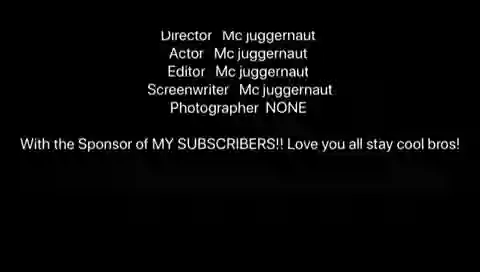 Director Mc juggernaut
Actor Mc juggernaut
Editor Mc juggernaut
Screenwriter Mc juggernaut
Photographer NONE
With the Sponsor of MY SUBSCRIBERS!! Love you all stay cool bros!